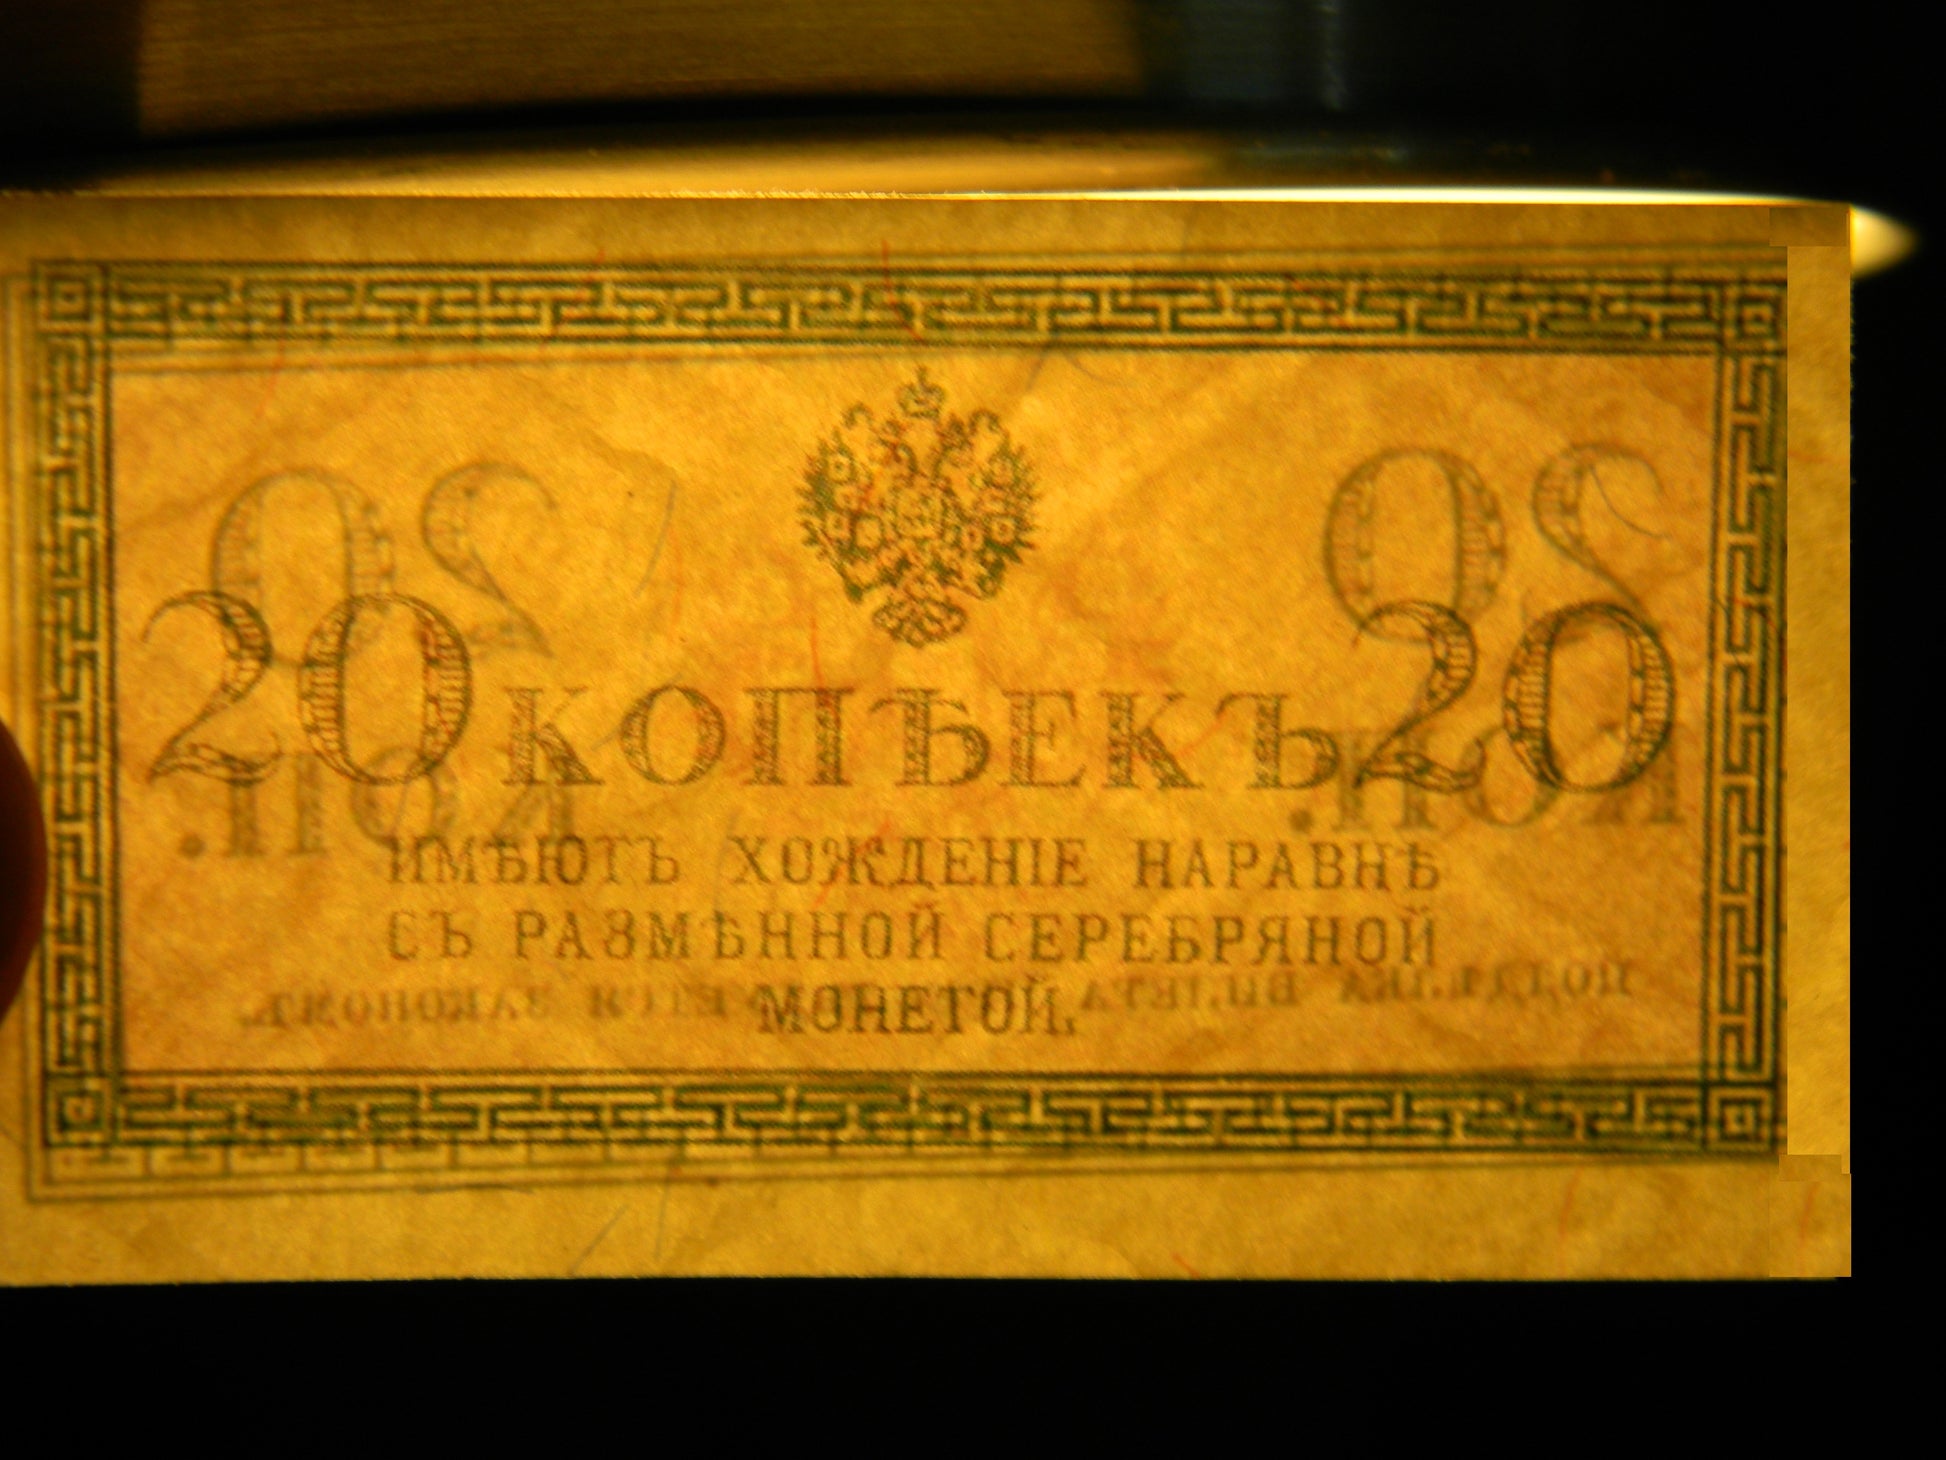 20 КОПѢЕКЪ 20
ИМѢЮТЪ ХОЖДЕНІЕ НАРАВНѢ
СЪ РАЗМѢННОЙ СЕРЕБРЯНОЙ
МОНЕТОЙ.